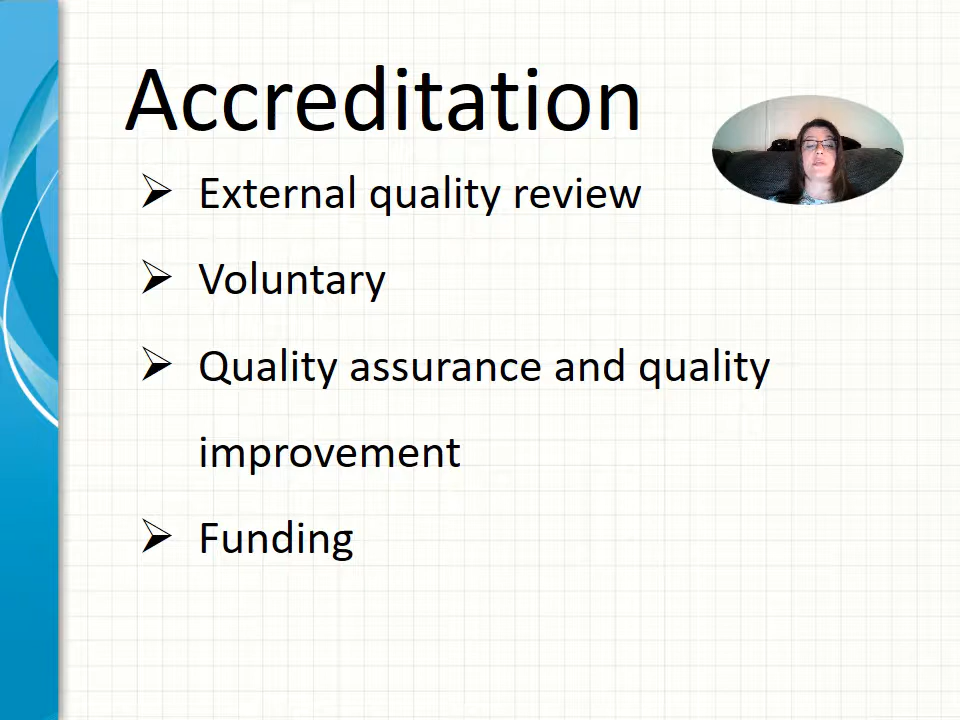 Accreditation
External quality review
Voluntary
Quality assurance and quality
improvement
Funding